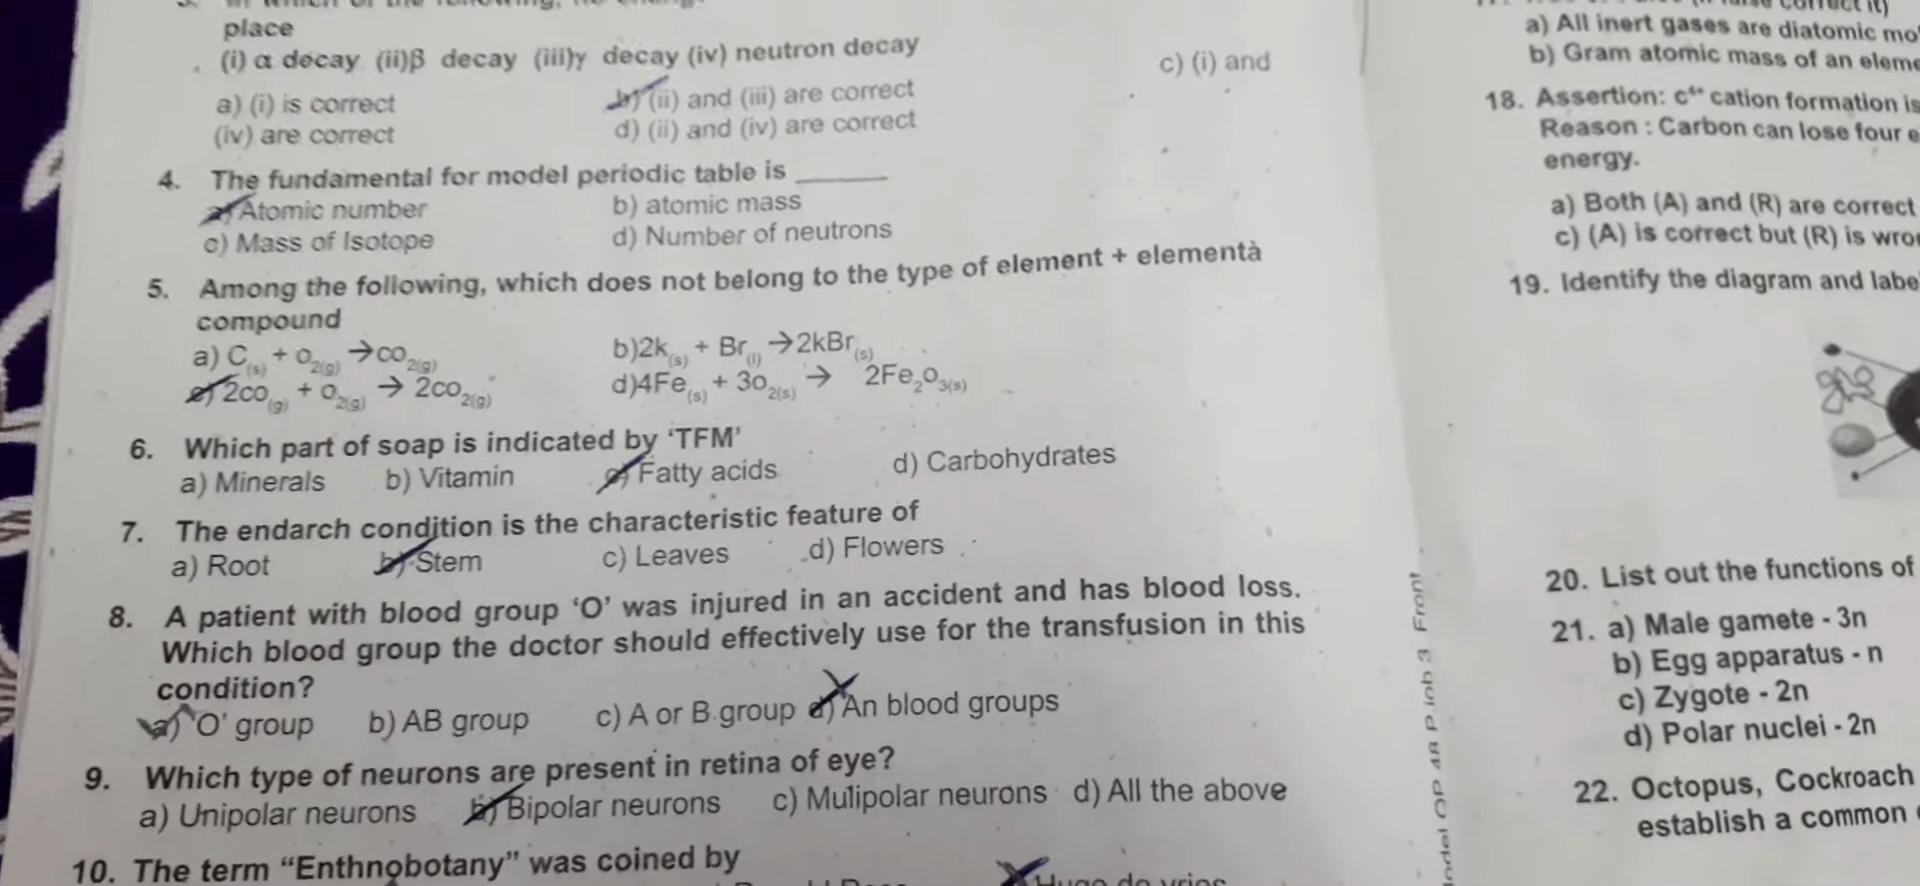 place
(i) α decay (ii)β decay (iii)γ decay (iv) neutron decay
a) (i) is correct b) (ii) and (iii) are correct c) (i) and
(iv) are correct d) (ii) and (iv) are correct
4. The fundamental for model periodic table is ______
a) Atomic number b) atomic mass
c) Mass of Isotope d) Number of neutrons
5. Among the following, which does not belong to the type of element + elementà
compound
a) C(s) + o2(g) →co2(g) b)2k(s) + Br(l) →2kBr(s)
c) 2co(g) + o2(g) → 2co2(g) d)4Fe(s) + 3o2(s) → 2Fe2o3(s)
6. Which part of soap is indicated by ‘TFM’
a) Minerals b) Vitamin c) Fatty acids d) Carbohydrates
7. The endarch condition is the characteristic feature of
a) Root b) Stem c) Leaves d) Flowers
8. A patient with blood group ‘O’ was injured in an accident and has blood loss.
Which blood group the doctor should effectively use for the transfusion in this
condition?
a) ‘O’ group b) AB group c) A or B group d) An blood groups
9. Which type of neurons are present in retina of eye?
a) Unipolar neurons b) Bipolar neurons c) Mulipolar neurons d) All the above
10. The term “Enthnobotany” was coined by
Hugo de vries
a) All inert gases are diatomic
b) Gram atomic mass of an
18. Assertion: c4+ cation formation is
Reason : Carbon can lose four
energy.
a) Both (A) and (R) are correct
c) (A) is correct but (R) is
19. Identify the diagram and
20. List out the functions of
21. a) Male gamete - 3n
b) Egg apparatus - n
c) Zygote - 2n
d) Polar nuclei - 2n
22. Octopus, Cockroach
establish a common